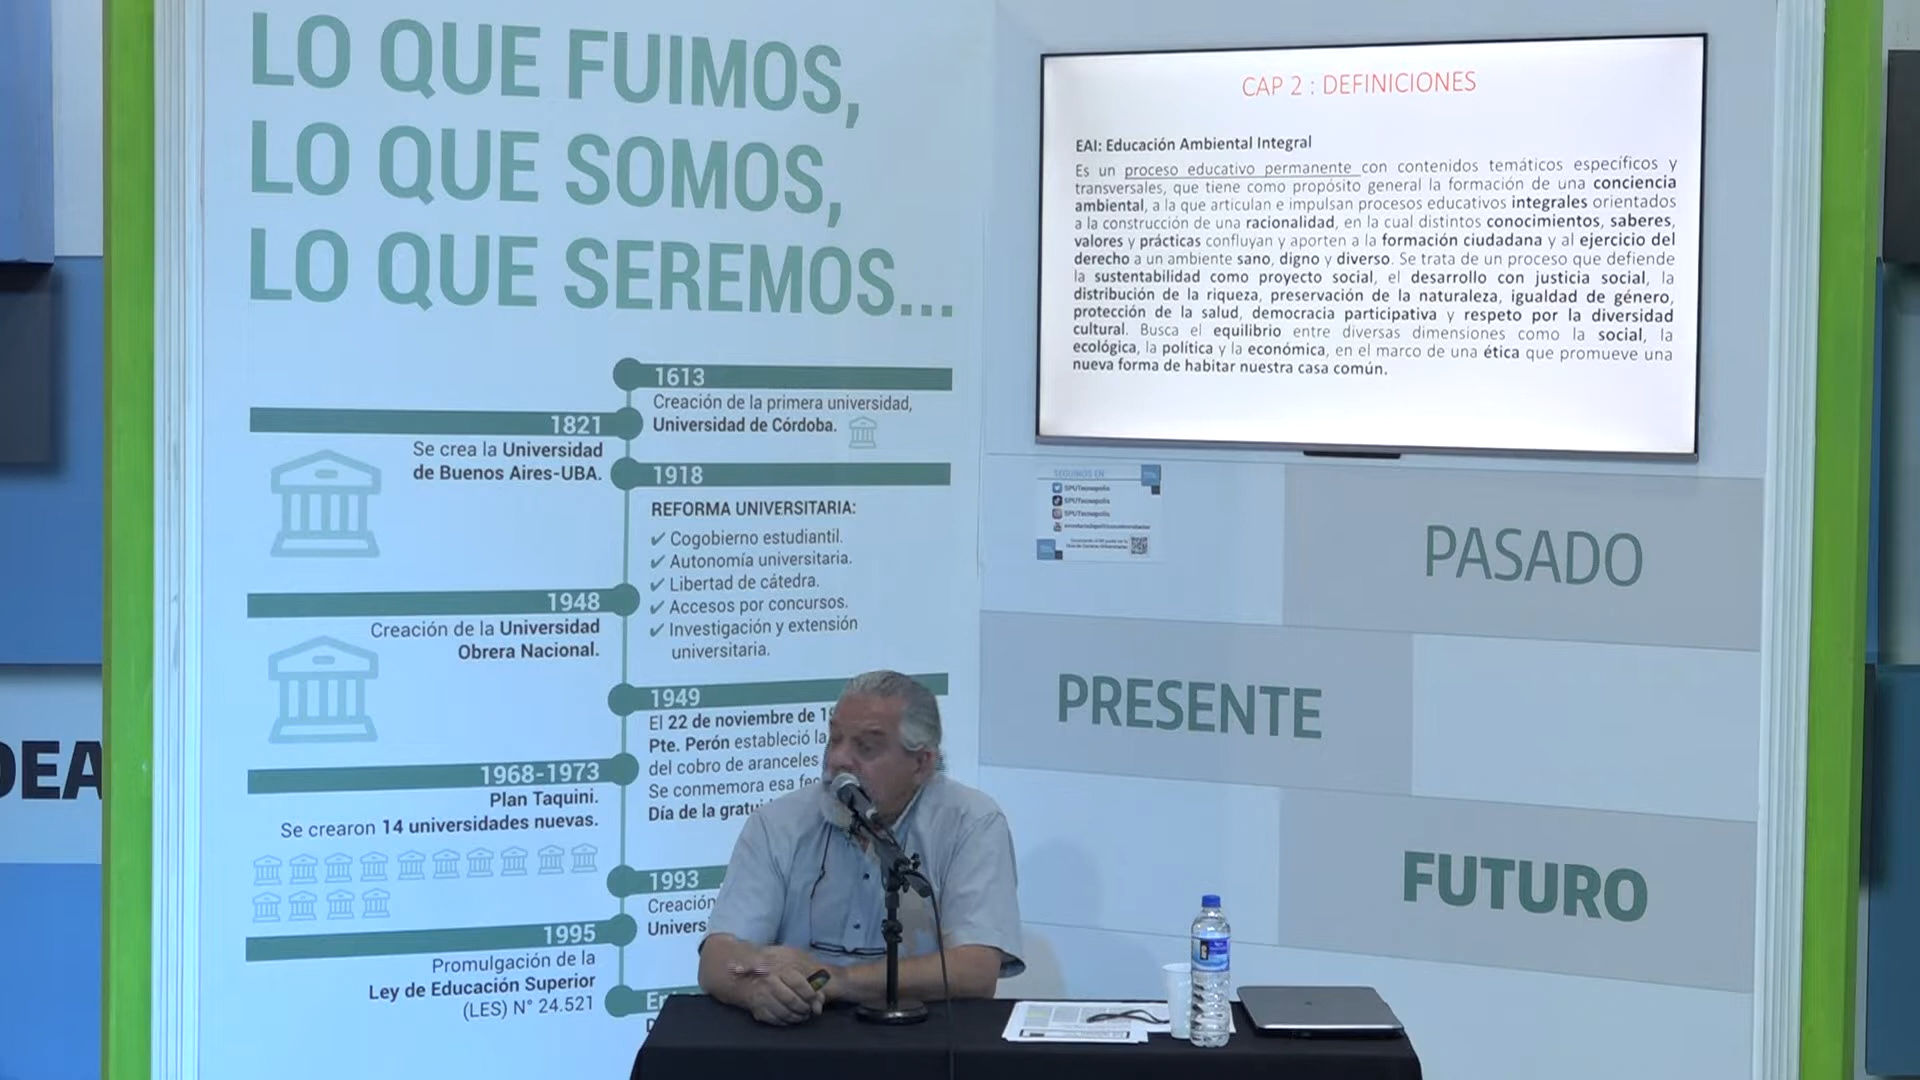 LO QUE FUIMOS,
LO QUE SOMOS,
LO QUE SEREMOS...
1613
Creación de la primera universidad,
Universidad de Córdoba.
1821
Se crea la Universidad
de Buenos Aires-UBA.
1918
REFORMA UNIVERSITARIA:
✓ Cogobierno estudiantil.
✓ Autonomía universitaria.
✓ Libertad de cátedra.
✓ Accesos por concursos.
✓ Investigación y extensión
universitaria.
1948
Creación de la Universidad
Obrera Nacional.
1949
El 22 de noviembre de
Pte. Perón estableció la
del cobro de aranceles
Se conmemora esa
Día de la
1968-1973
Plan Taquini.
Se crearon 14 universidades nuevas.
1993
Creación
Univers
1995
Promulgación de la
Ley de Educación Superior
(LES) N° 24.521
DEA
CAP 2 : DEFINICIONES
EAI: Educación Ambiental Integral
Es un proceso educativo permanente con contenidos temáticos específicos y
transversales, que tiene como propósito general la formación de una conciencia
ambiental, a la que articulan e impulsan procesos educativos integrales orientados
a la construcción de una racionalidad, en la cual distintos conocimientos, saberes,
valores y prácticas confluyan y aporten a la formación ciudadana y al ejercicio del
derecho a un ambiente sano, digno y diverso. Se trata de un proceso que defiende
la sustentabilidad como proyecto social, el desarrollo con justicia social, la
distribución de la riqueza, preservación de la naturaleza, igualdad de género,
protección de la salud, democracia participativa y respeto por la diversidad
cultural. Busca el equilibrio entre diversas dimensiones como la social, la
ecológica, la política y la económica, en el marco de una ética que promueve una
nueva forma de habitar nuestra casa común.
SEGUINOS EN
SPUTecnopolis
SPUTecnopolis
SPUTecnopolis
PASADO
PRESENTE
FUTURO